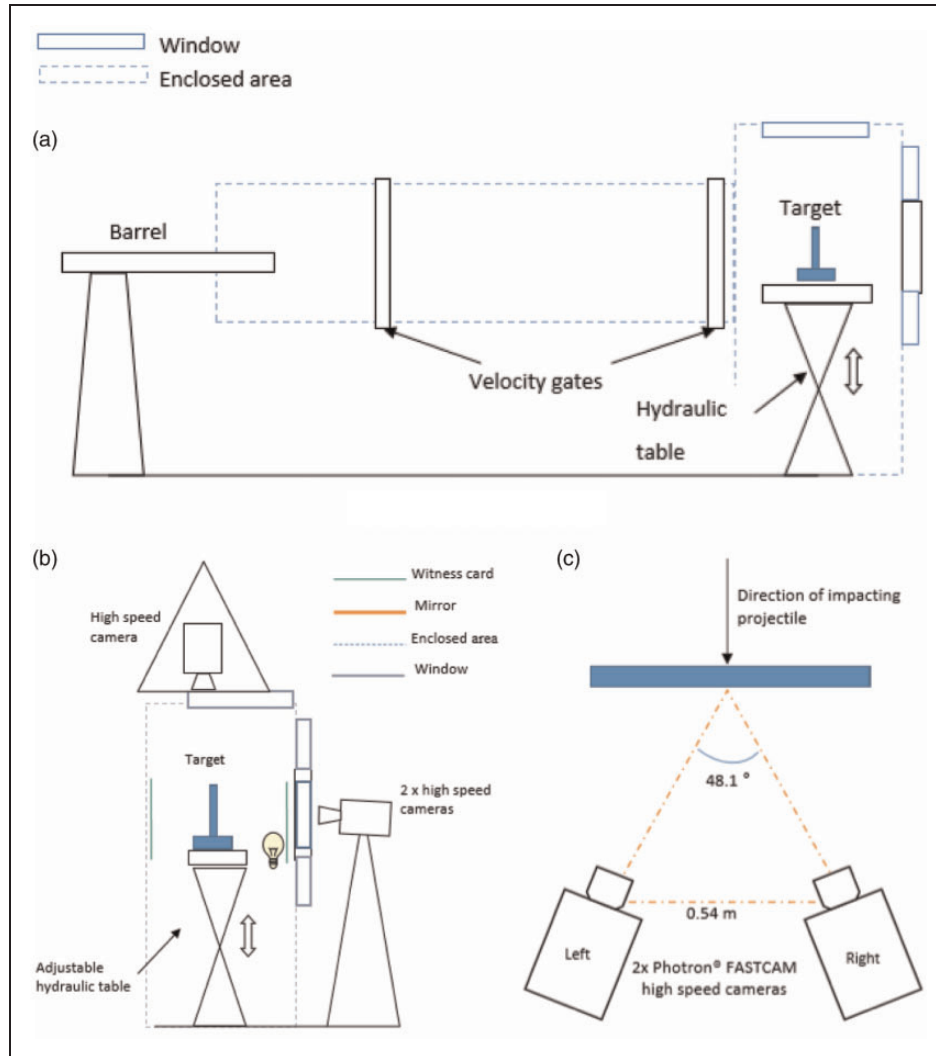 Window
Enclosed area
(a)
Barrel
Target
Velocity gates
Hydraulic
table
(b)
High speed
camera
Witness card
Mirror
Enclosed area
Window
Target
2 x high speed
cameras
Adjustable
hydraulic table
(c)
Direction of impacting
projectile
48.1 °
0.54 m
Left
Right
2x Photron® FASTCAM
high speed cameras